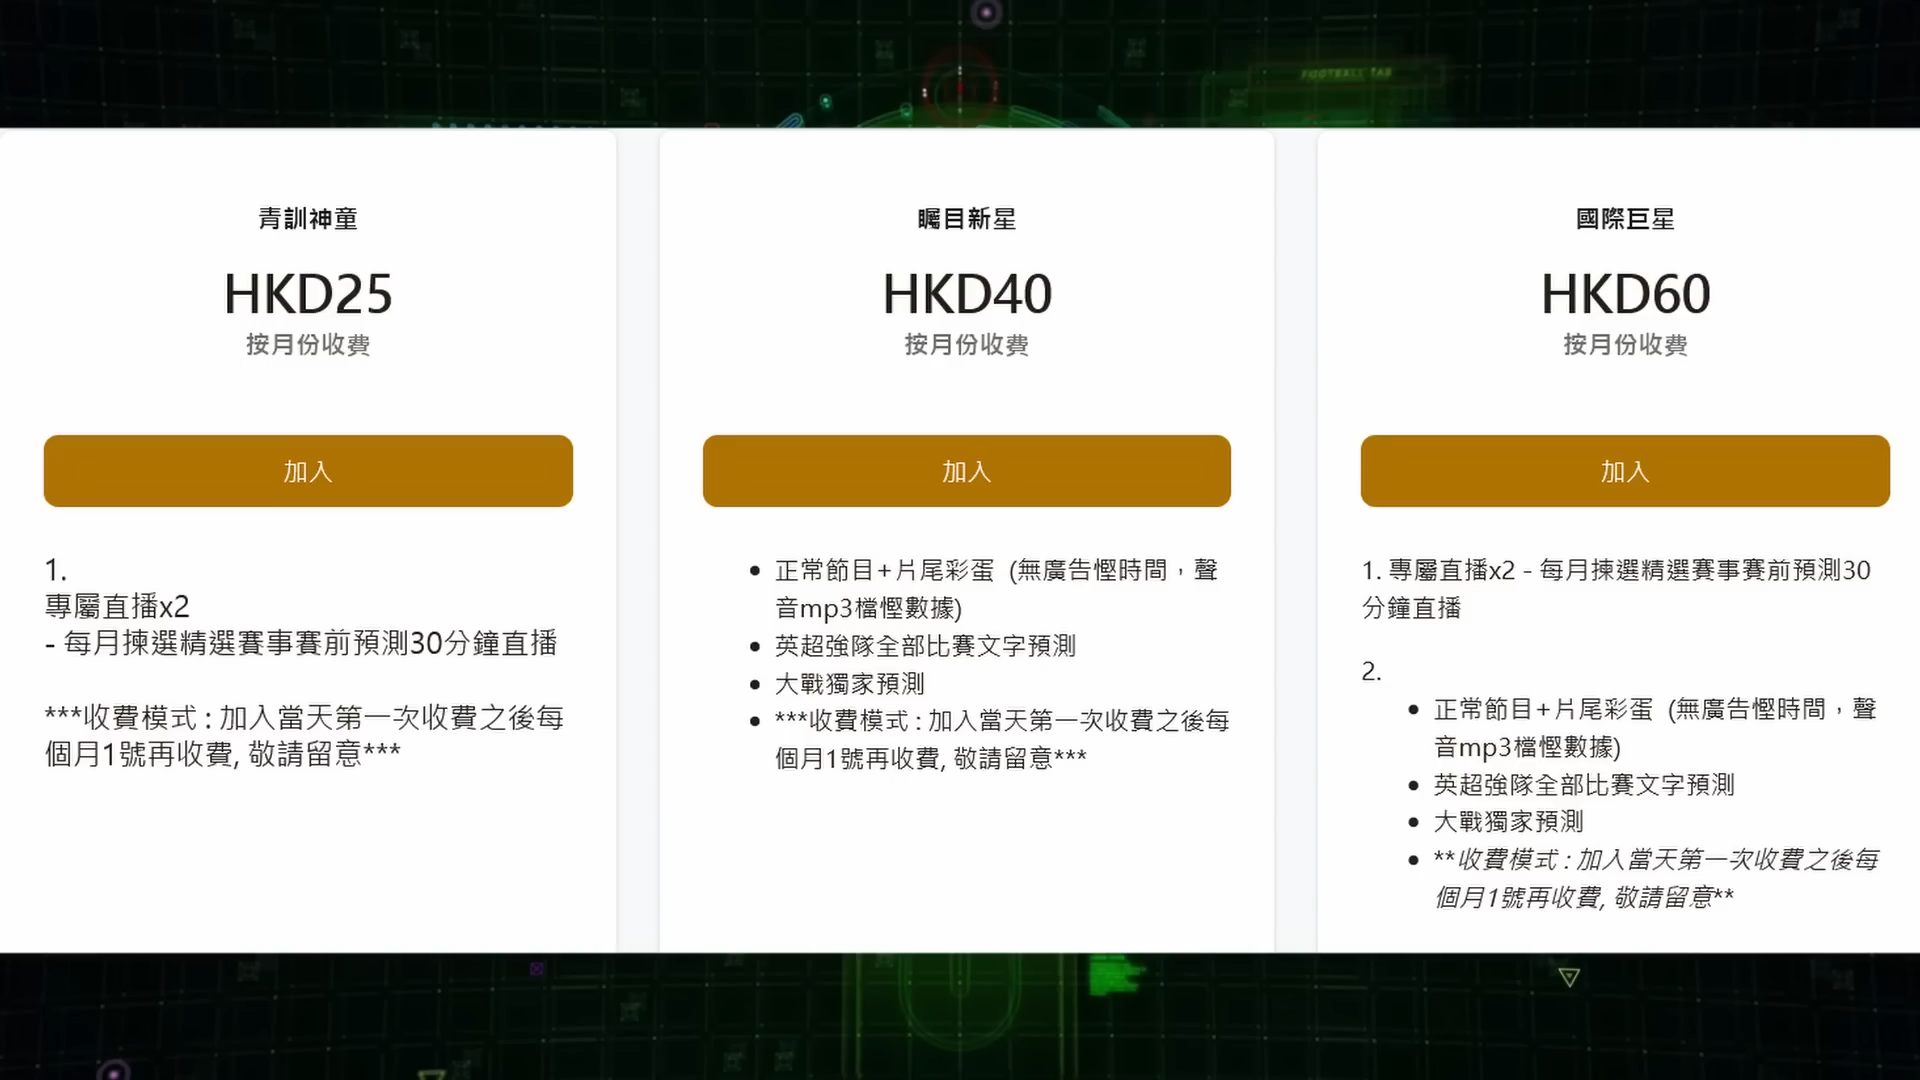 FOOTBALL TAB
青訓神童
HKD25
按月份收費
加入
1.
專屬直播x2
- 每月揀選精選賽事賽前預測30分鐘直播
***收費模式 : 加入當天第一次收費之後每
個月1號再收費, 敬請留意***
矚目新星
HKD40
按月份收費
加入
• 正常節目+片尾彩蛋 (無廣告慳時間，聲
音mp3檔慳數據)
• 英超強隊全部比賽文字預測
• 大戰獨家預測
• ***收費模式 : 加入當天第一次收費之後每
個月1號再收費, 敬請留意***
國際巨星
HKD60
按月份收費
加入
1. 專屬直播x2 - 每月揀選精選賽事賽前預測30
分鐘直播
2.
• 正常節目+片尾彩蛋 (無廣告慳時間，聲
音mp3檔慳數據)
• 英超強隊全部比賽文字預測
• 大戰獨家預測
• **收費模式 : 加入當天第一次收費之後每
個月1號再收費, 敬請留意**